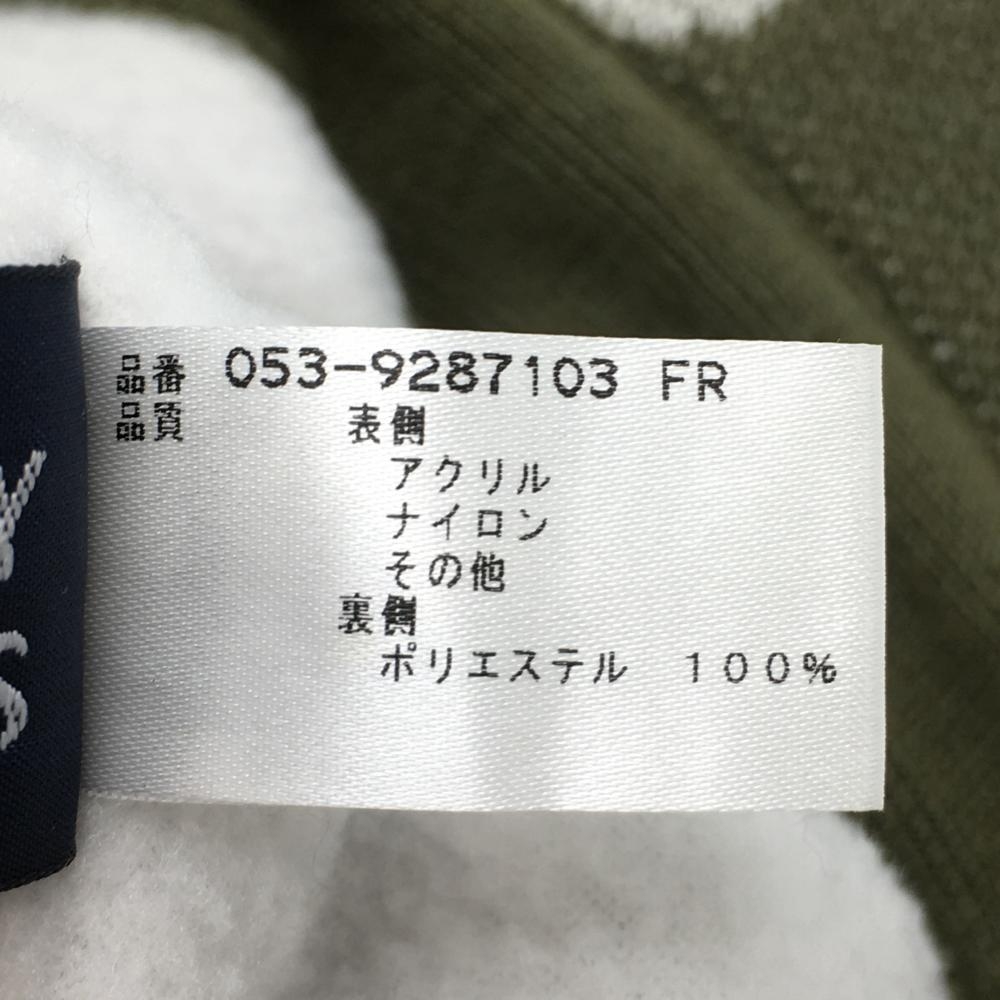 品番 053-9287103 FR
品質 表側
アクリル
ナイロン
その他
裏側
ポリエステル 100%